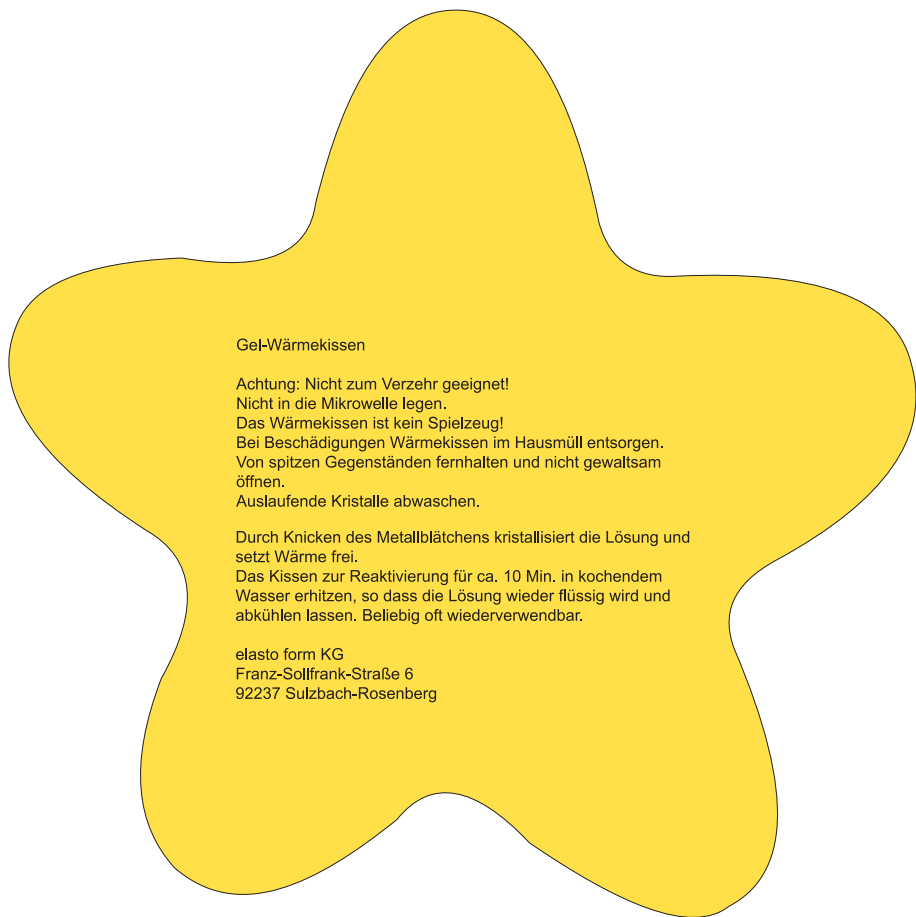 Gel-Wärmekissen
Achtung: Nicht zum Verzehr geeignet!
Nicht in die Mikrowelle legen.
Das Wärmekissen ist kein Spielzeug!
Bei Beschädigungen Wärmekissen im Hausmüll entsorgen.
Von spitzen Gegenständen fernhalten und nicht gewaltsam
öffnen.
Auslaufende Kristalle abwaschen.
Durch Knicken des Metallblätchens kristallisiert die Lösung und
setzt Wärme frei.
Das Kissen zur Reaktivierung für ca. 10 Min. in kochendem
Wasser erhitzen, so dass die Lösung wieder flüssig wird und
abkühlen lassen. Beliebig oft wiederverwendbar.
elasto form KG
Franz-Sollfrank-Straße 6
92237 Sulzbach-Rosenberg